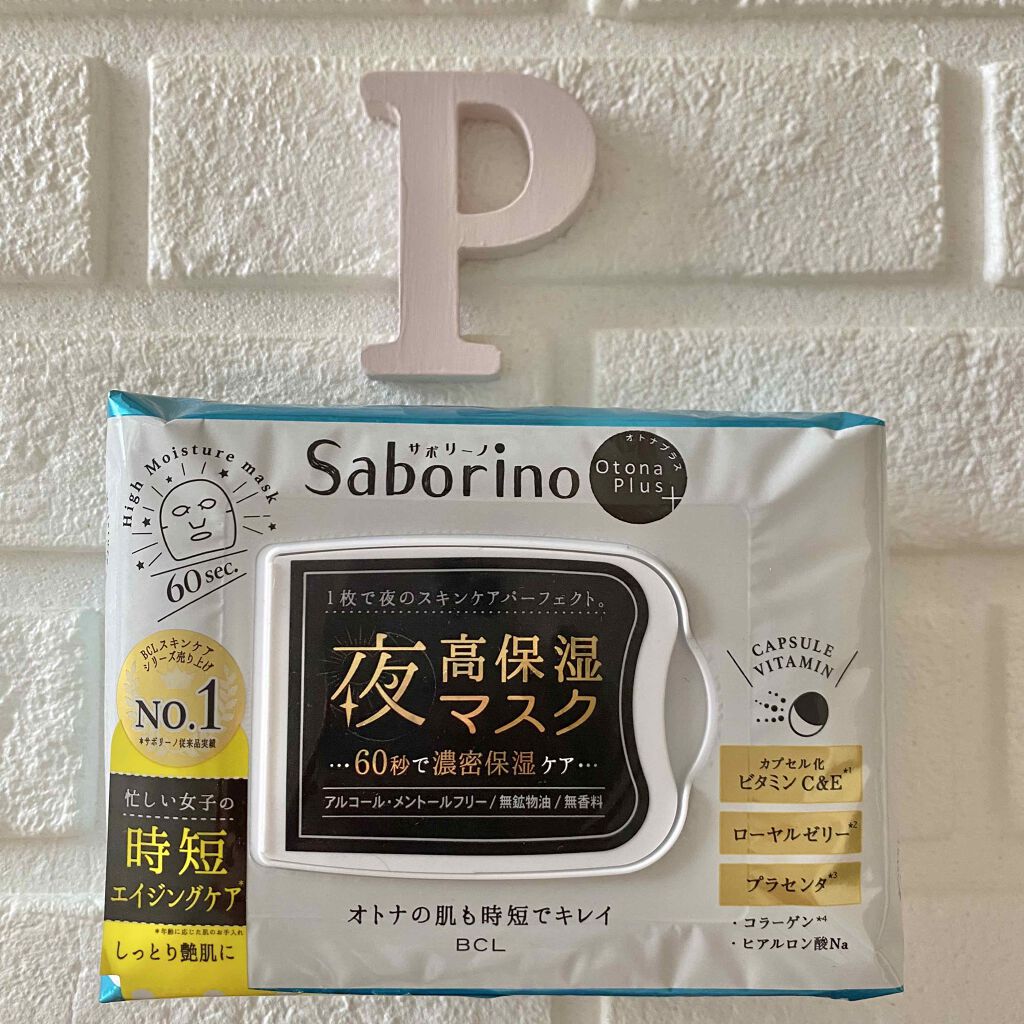 P
サボリーノ
Saborino
オトナプラス
Otona
Plus+
High Moisture mask
60sec.
BCLスキンケア
シリーズ売り上げ
NO.1
*サボリーノ従来品実績
忙しい女子の
時短
エイジングケア*
*年齢に応じた肌のお手入れ
しっとり艶肌に
1枚で夜のスキンケアパーフェクト。
夜高保湿
マスク
…60秒で濃密保湿ケア…
アルコール・メントールフリー/無鉱物油/無香料
CAPSULE
VITAMIN
カプセル化
ビタミンC&E*1
ローヤルゼリー*2
プラセンタ*3
・コラーゲン*4
・ヒアルロン酸Na
オトナの肌も時短でキレイ
BCL